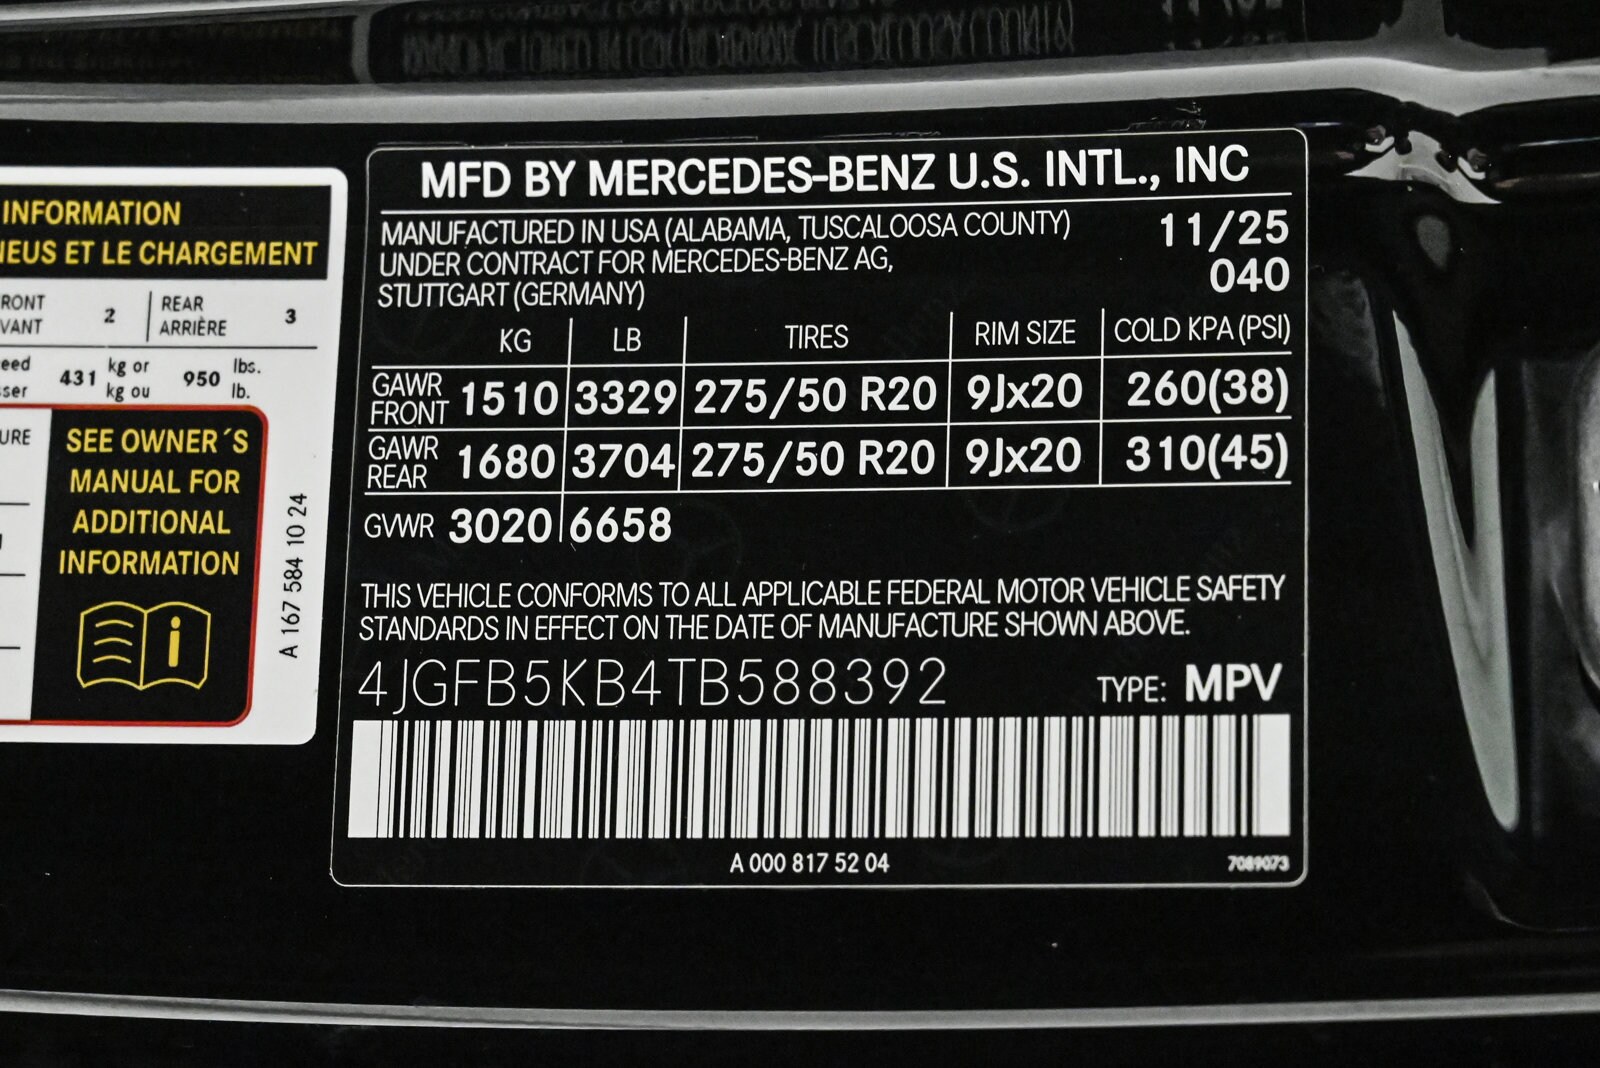 INFORMATION
NEUS ET LE CHARGEMENT
RONT 2 REAR 3
VANT ARRIÈRE
eed 431 kg or 950 lbs.
sser kg ou lb.
URE
SEE OWNER´S
MANUAL FOR
ADDITIONAL
INFORMATION
i
A 167 584 10 24
MFD BY MERCEDES-BENZ U.S. INTL., INC
MANUFACTURED IN USA (ALABAMA, TUSCALOOSA COUNTY) 11/25
UNDER CONTRACT FOR MERCEDES-BENZ AG, 040
STUTTGART (GERMANY)
KG LB TIRES RIM SIZE COLD KPA (PSI)
GAWR FRONT 1510 3329 275/50 R20 9Jx20 260(38)
GAWR REAR 1680 3704 275/50 R20 9Jx20 310(45)
GVWR 3020 6658
THIS VEHICLE CONFORMS TO ALL APPLICABLE FEDERAL MOTOR VEHICLE SAFETY
STANDARDS IN EFFECT ON THE DATE OF MANUFACTURE SHOWN ABOVE.
4JGFB5KB4TB588392 TYPE: MPV
A 000 817 52 04 7089073